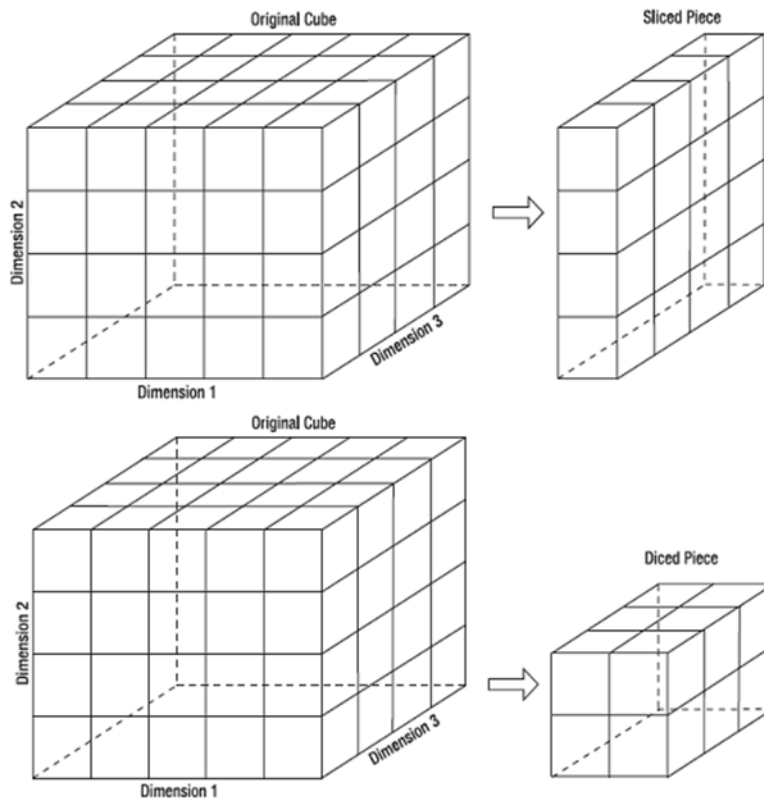 Original Cube
Sliced Piece
Dimension 2
Dimension 3
Dimension 1
Original Cube
Diced Piece
Dimension 2
Dimension 3
Dimension 1